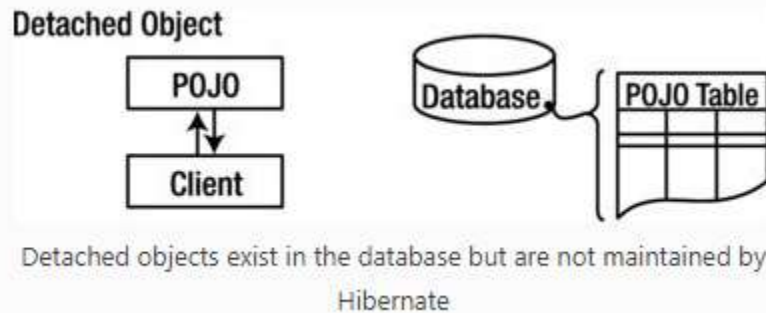 Detached Object
POJO
Client
Database
POJO Table
Detached objects exist in the database but are not maintained by
Hibernate